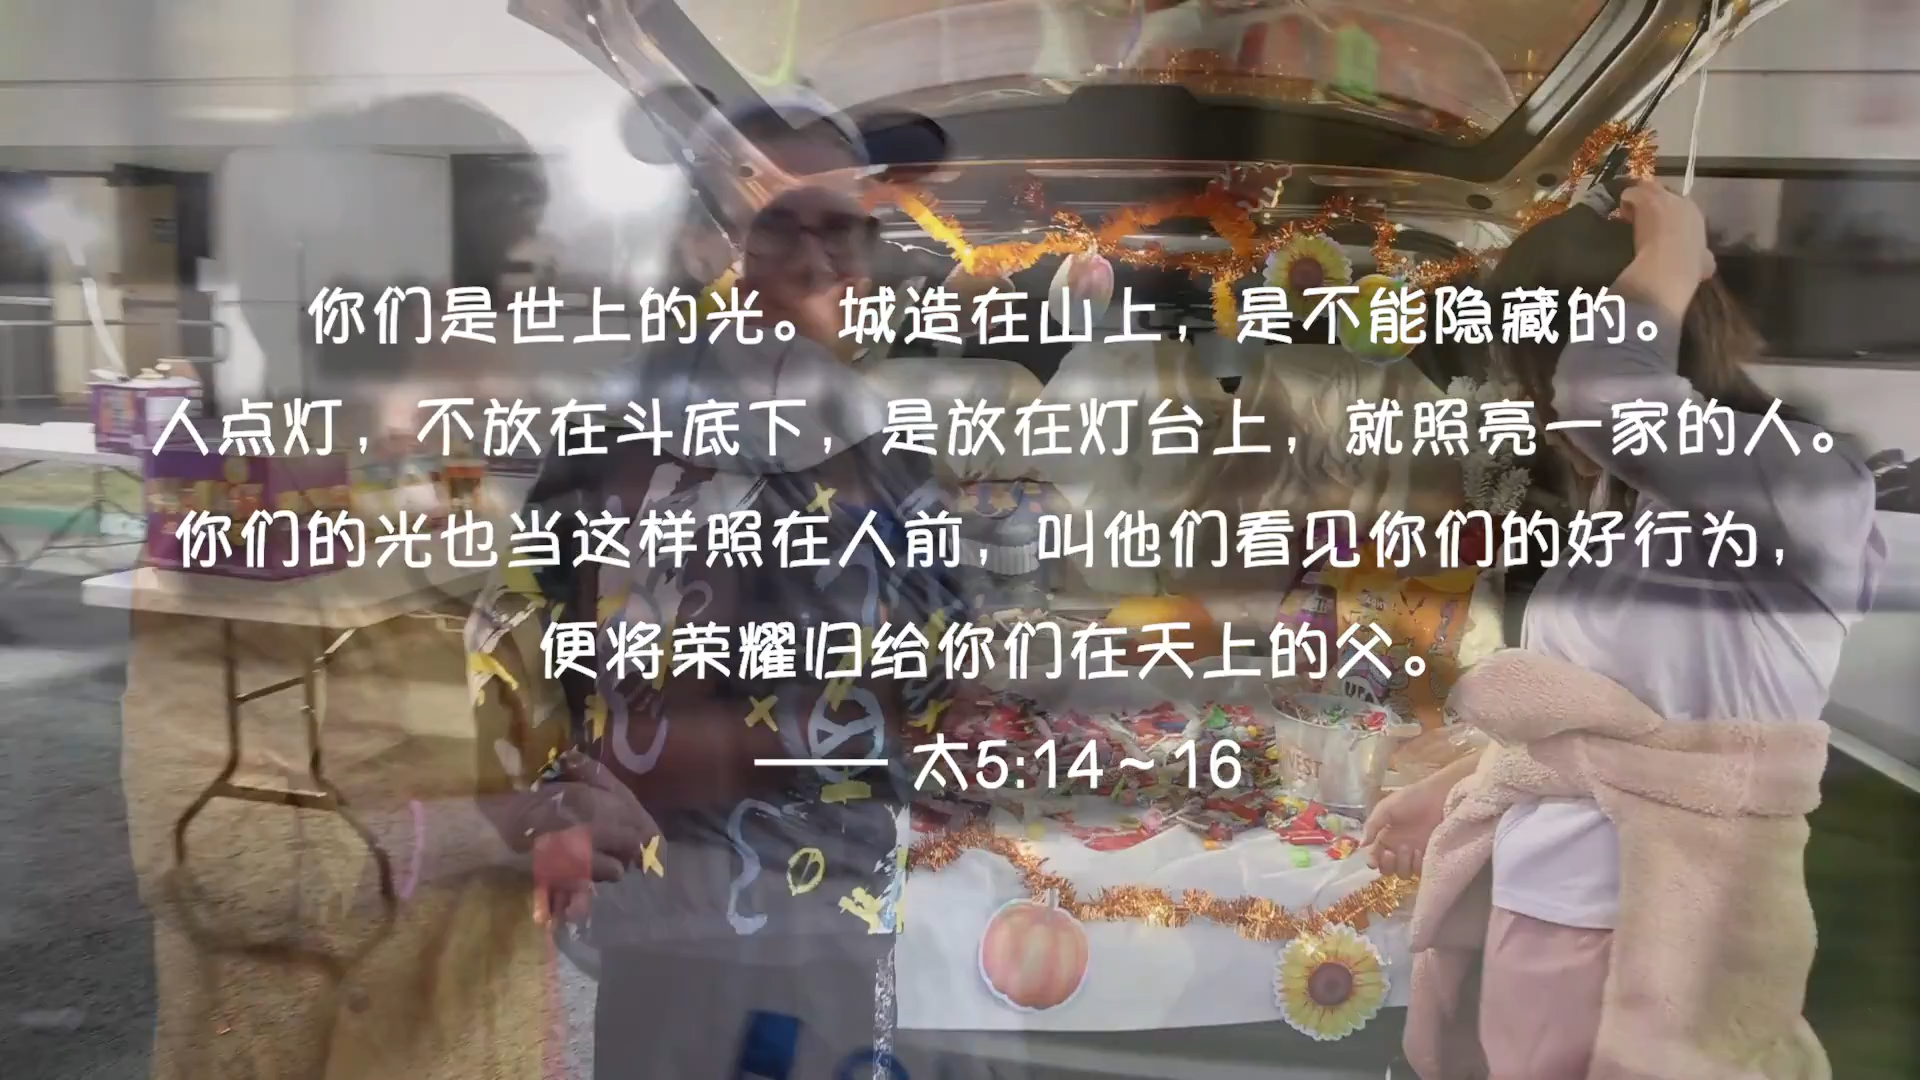 你们是世上的光。城造在山上，是不能隐藏的。
人点灯，不放在斗底下，是放在灯台上，就照亮一家的人。
你们的光也当这样照在人前，叫他们看见你们的好行为，
便将荣耀归给你们在天上的父。
—— 太5:14~16